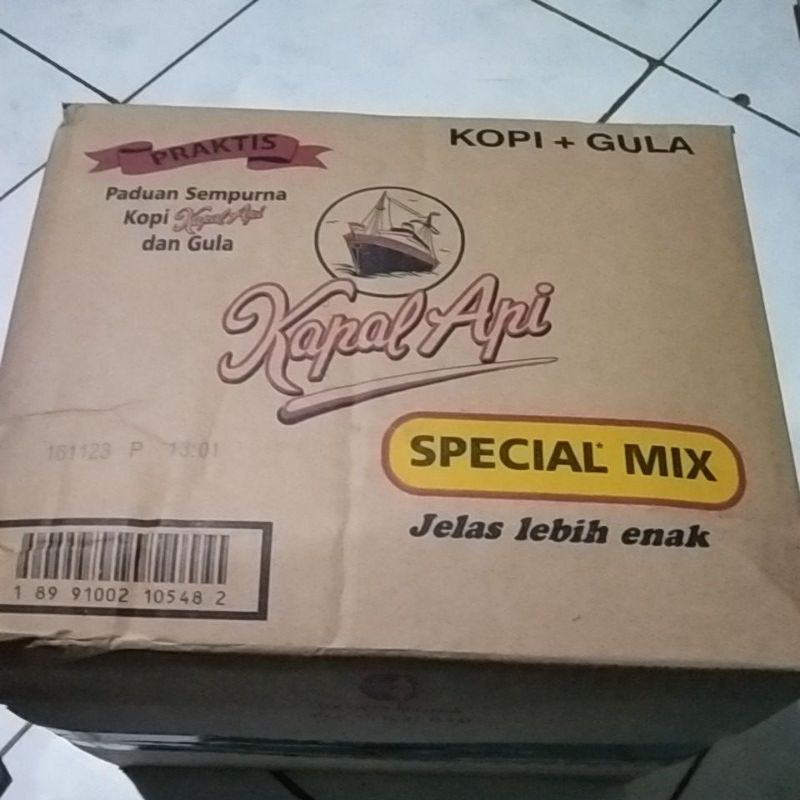 PRAKTIS
KOPI + GULA
Paduan Sempurna
Kopi Kapal Api
dan Gula
Kapal Api
SPECIAL* MIX
Jelas lebih enak
161123 P 13:01
1 89 91002 10548 2